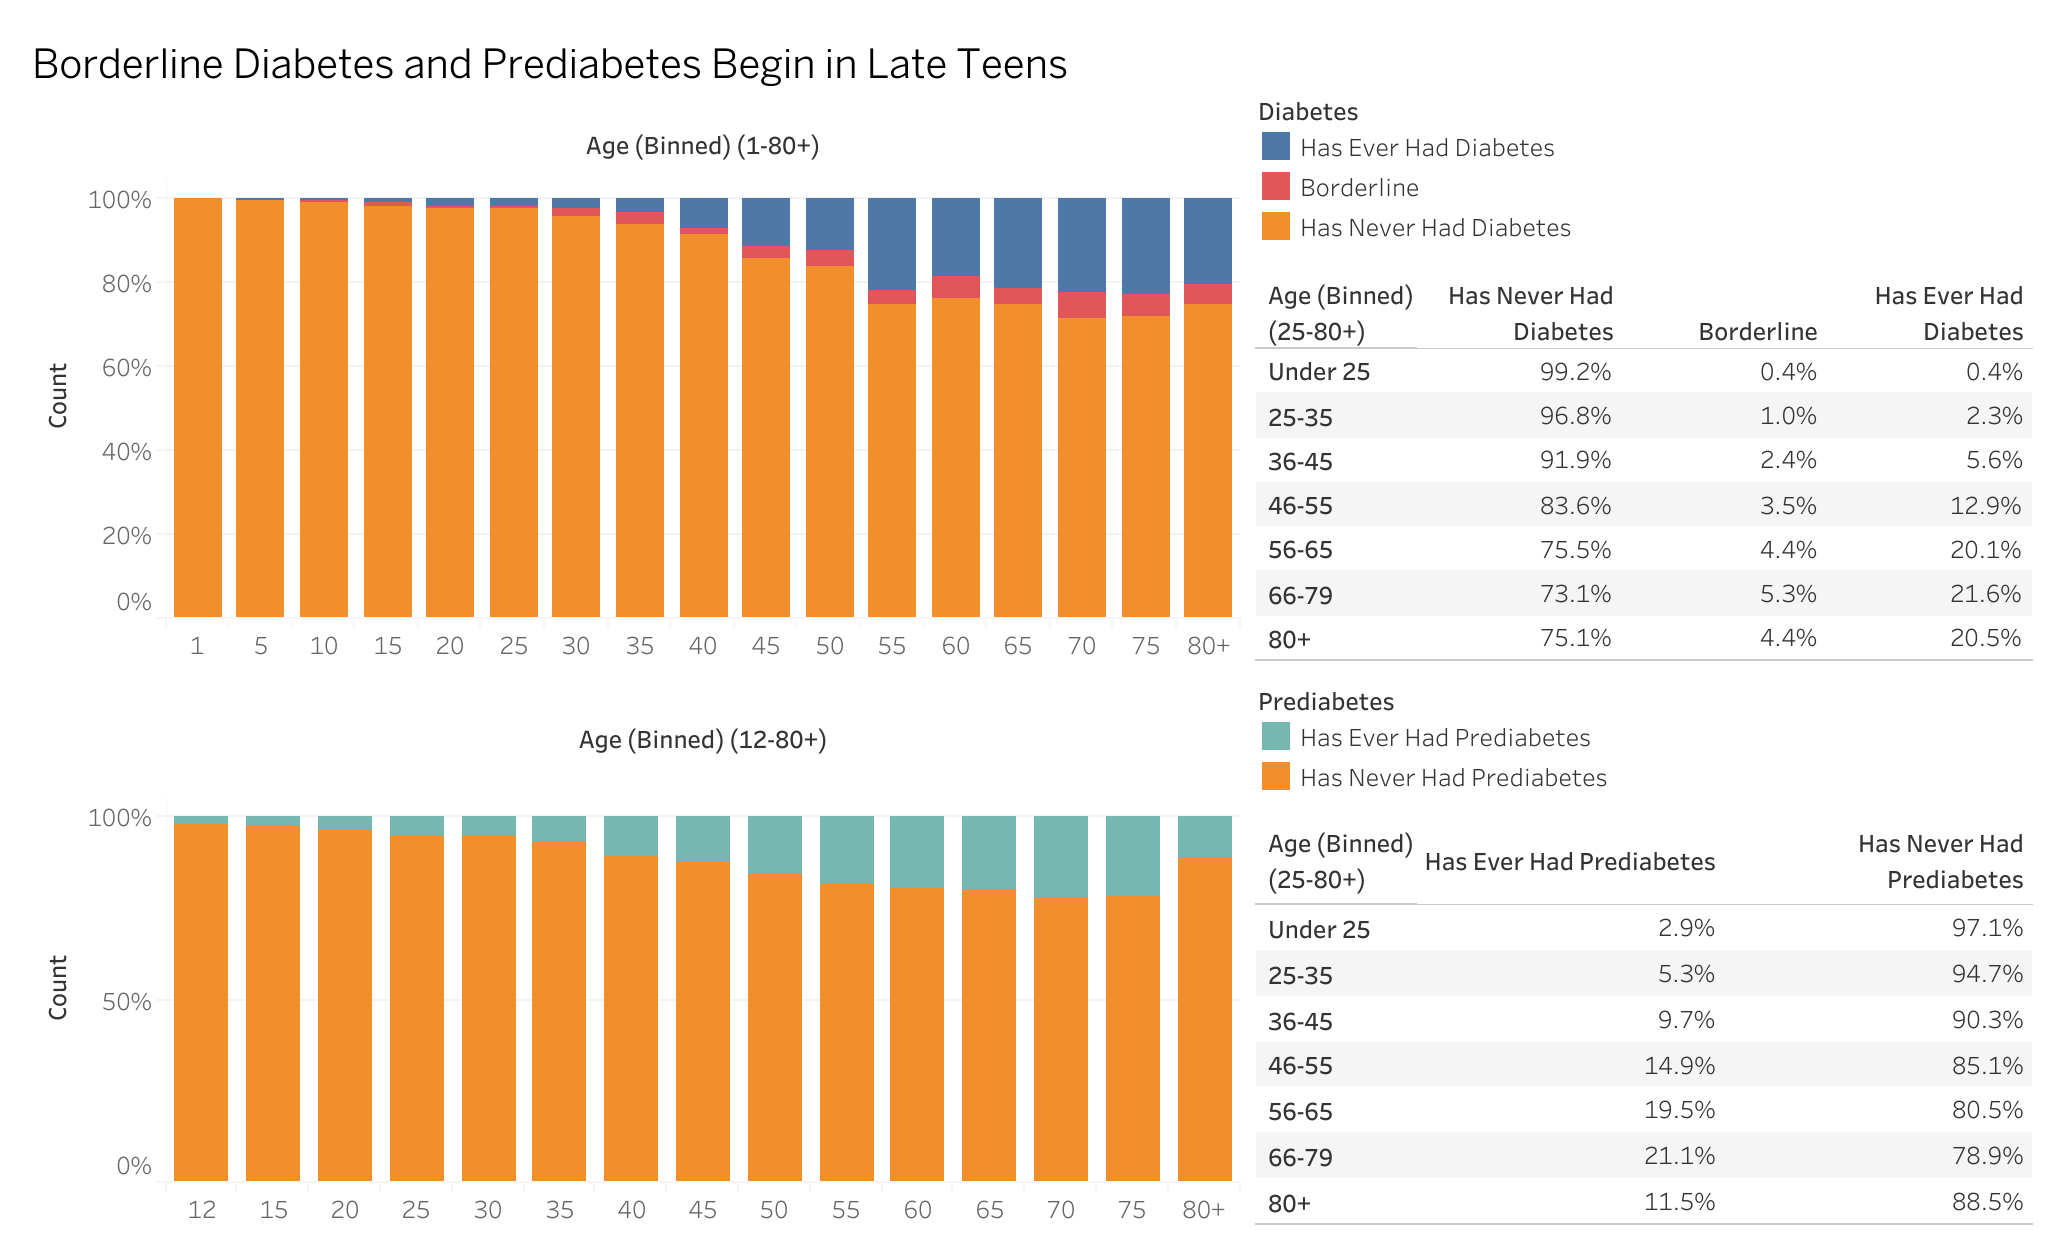 Borderline Diabetes and Prediabetes Begin in Late Teens
Age (Binned) (1-80+)
100%
80%
60%
40%
20%
0%
Count
1 5 10 15 20 25 30 35 40 45 50 55 60 65 70 75 80+
Diabetes
Has Ever Had Diabetes
Borderline
Has Never Had Diabetes
Age (Binned) Has Never Had Has Ever Had
(25-80+) Diabetes Borderline Diabetes
Under 25 99.2% 0.4% 0.4%
25-35 96.8% 1.0% 2.3%
36-45 91.9% 2.4% 5.6%
46-55 83.6% 3.5% 12.9%
56-65 75.5% 4.4% 20.1%
66-79 73.1% 5.3% 21.6%
80+ 75.1% 4.4% 20.5%
Age (Binned) (12-80+)
100%
50%
0%
Count
12 15 20 25 30 35 40 45 50 55 60 65 70 75 80+
Prediabetes
Has Ever Had Prediabetes
Has Never Had Prediabetes
Age (Binned) Has Never Had
Has Ever Had Prediabetes
(25-80+) Prediabetes
Under 25 2.9% 97.1%
25-35 5.3% 94.7%
36-45 9.7% 90.3%
46-55 14.9% 85.1%
56-65 19.5% 80.5%
66-79 21.1% 78.9%
80+ 11.5% 88.5%